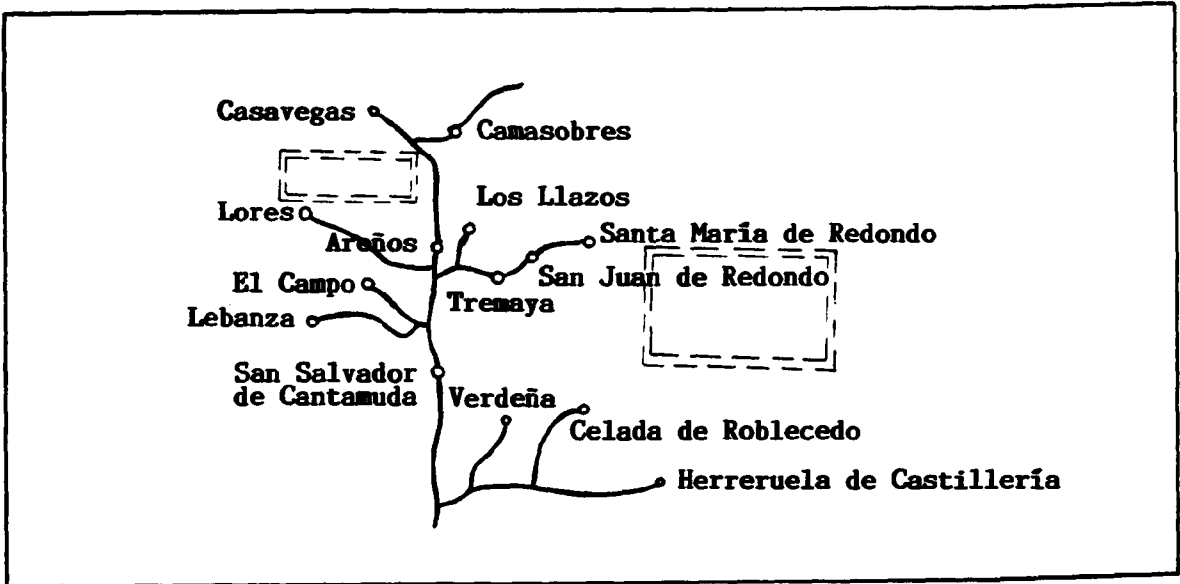 Casavegas
Camasobres
Los Llazos
Lores
Santa María de Redondo
Areños
San Juan de Redondo
El Campo
Tremaya
Lebanza
San Salvador
de Cantamuda
Verdeña
Celada de Roblecedo
Herreruela de Castillería